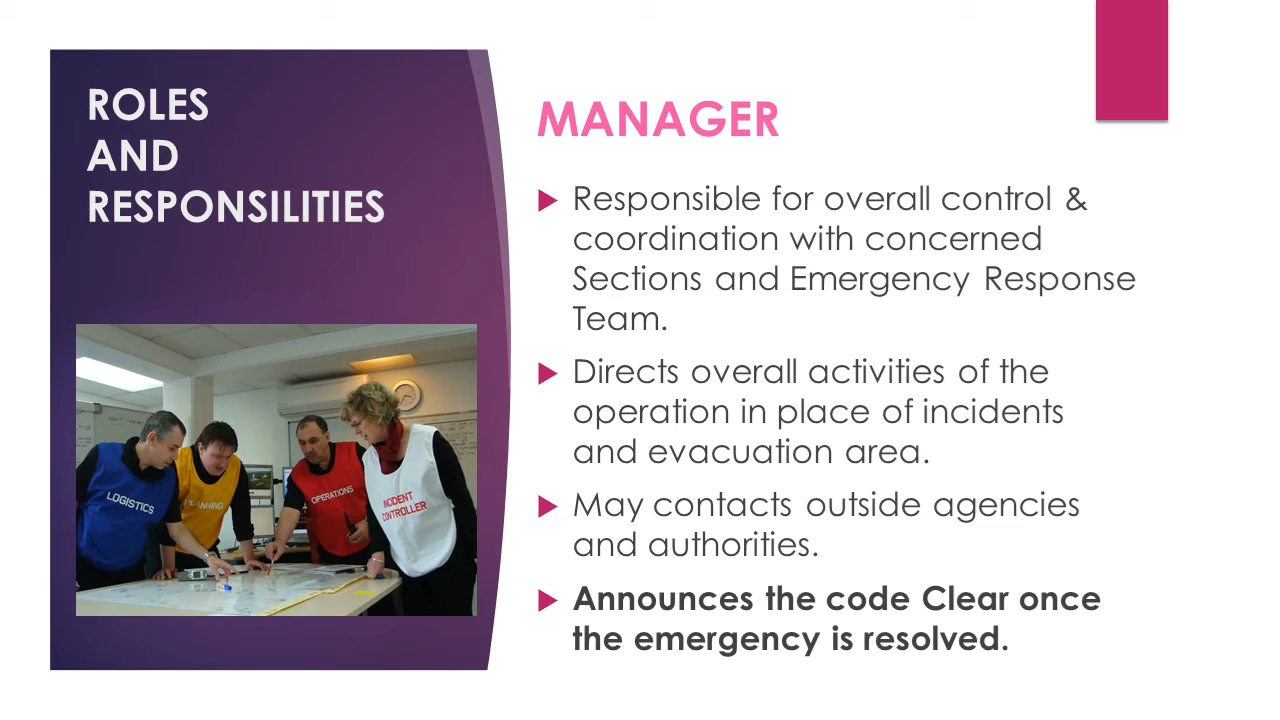 ROLES
AND
RESPONSILITIES
MANAGER
Responsible for overall control &
coordination with concerned
Sections and Emergency Response
Team.
Directs overall activities of the
operation in place of incidents
and evacuation area.
May contacts outside agencies
and authorities.
Announces the code Clear once
the emergency is resolved.
LOGISTICS
OPERATIONS
CONTROLLER